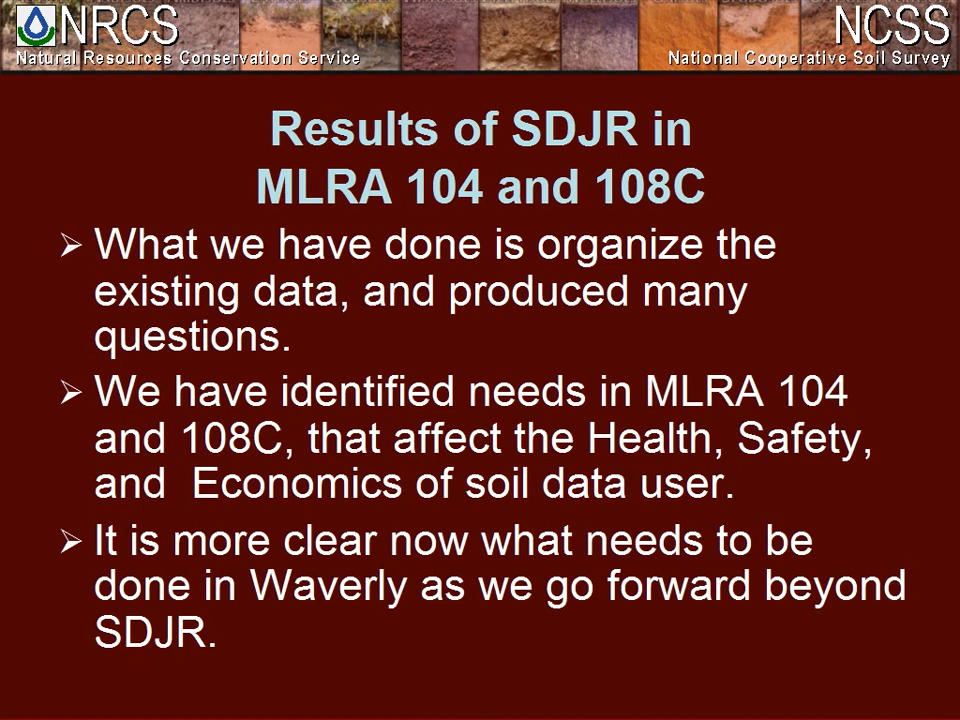 NRCS
Natural Resources Conservation Service
NCSS
National Cooperative Soil Survey
Results of SDJR in
MLRA 104 and 108C
What we have done is organize the
existing data, and produced many
questions.
We have identified needs in MLRA 104
and 108C, that affect the Health, Safety,
and  Economics of soil data user.
It is more clear now what needs to be
done in Waverly as we go forward beyond
SDJR.